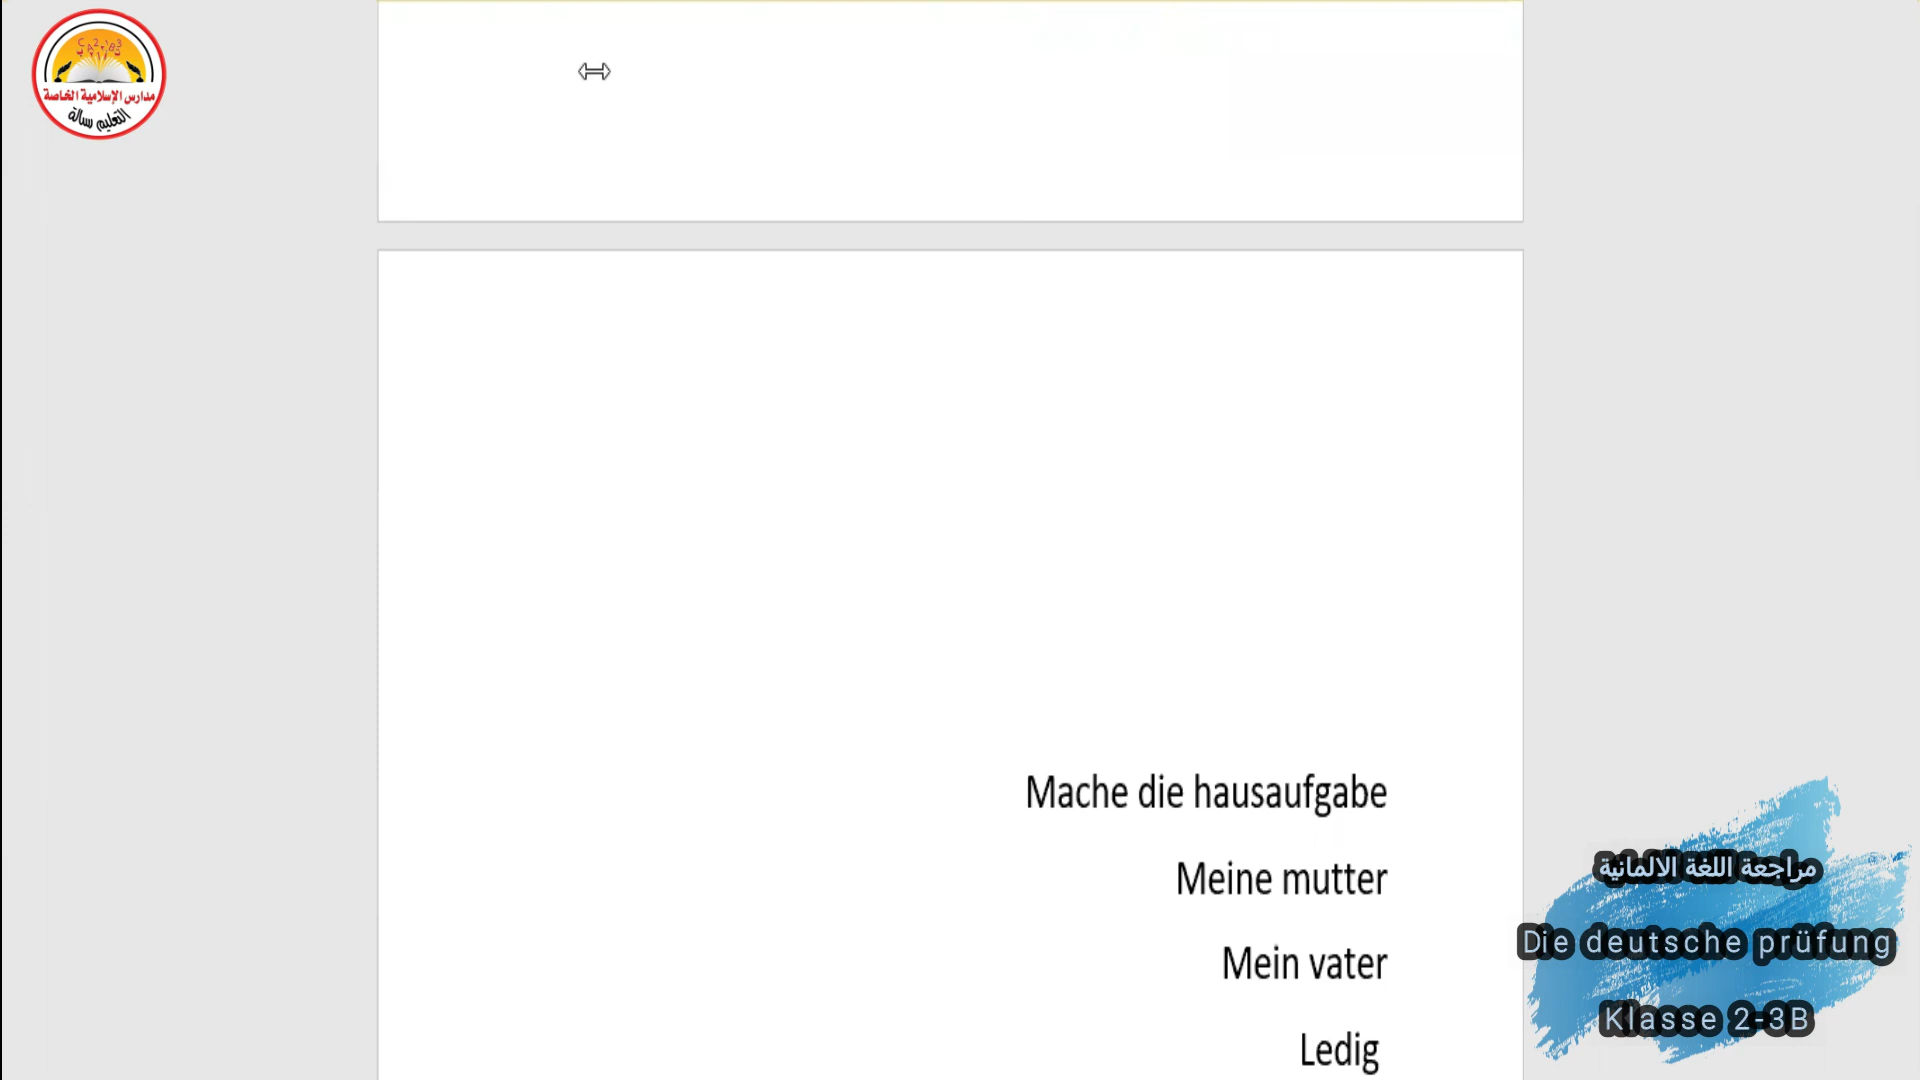 مدارس الإسلامية الخاصة
التعليم رسالة
Mache die hausaufgabe
Meine mutter
Mein vater
Ledig
مراجعة اللغة الالمانية
Die deutsche prüfung
Klasse 2-3B